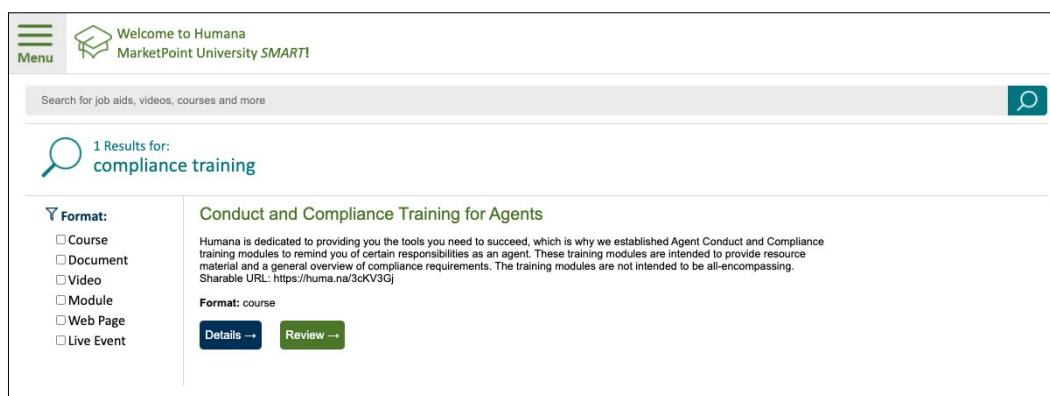 Welcome to Humana
MarketPoint University SMART!
Menu
Search for job aids, videos, courses and more
1 Results for:
compliance training
Format:
Course
Document
Video
Module
Web Page
Live Event
Conduct and Compliance Training for Agents
Humana is dedicated to providing you the tools you need to succeed, which is why we established Agent Conduct and Compliance
training modules to remind you of certain responsibilities as an agent. These training modules are intended to provide resource
material and a general overview of compliance requirements. The training modules are not intended to be all-encompassing.
Sharable URL: https://huma.na/3cKV3Gj
Format: course
Details →
Review →